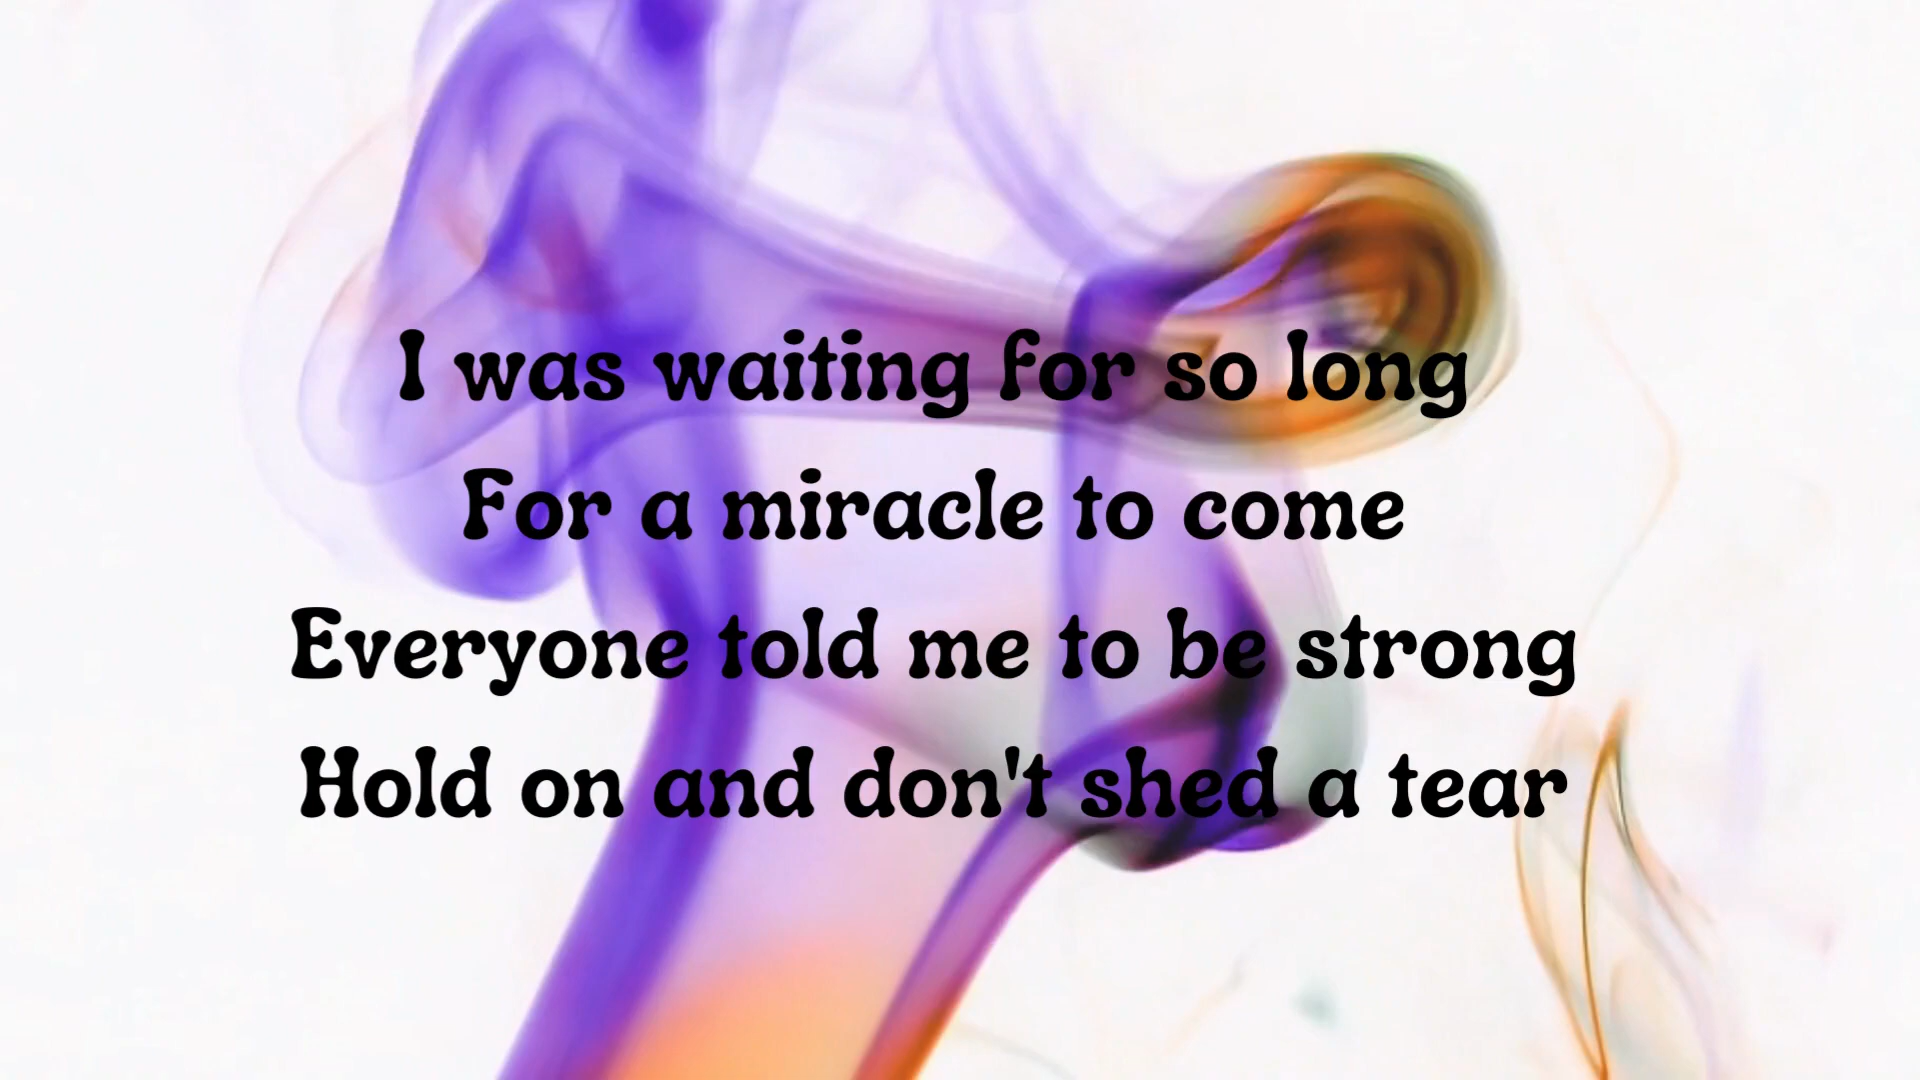 I was waiting for so long
For a miracle to come
Everyone told me to be strong
Hold on and don't shed a tear